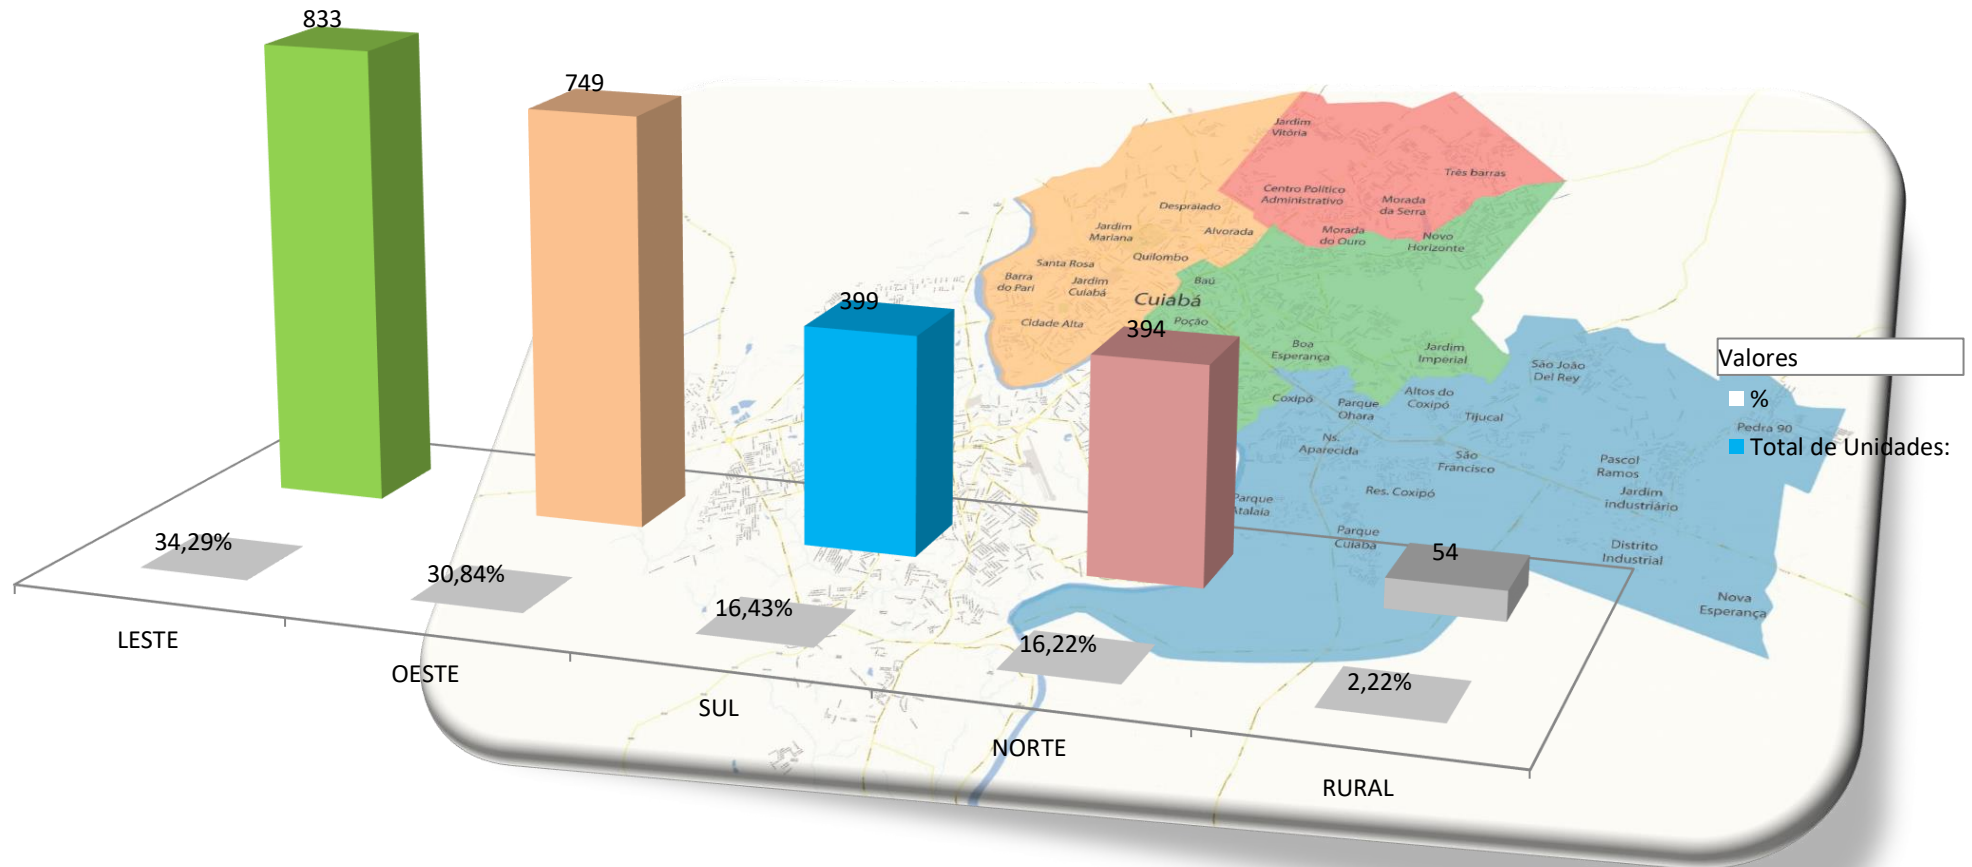 833
749
399
394
54
34,29%
30,84%
16,43%
16,22%
2,22%
LESTE
OESTE
SUL
NORTE
RURAL
Valores
%
Total de Unidades:
Jardim
Vitória
Três barras
Centro Político
Administrativo
Morada
da Serra
Despraiado
Jardim
Mariana
Alvorada
Morada
do Ouro
Novo
Horizonte
Santa Rosa
Quilombo
Barra
do Pari
Jardim
Cuiabá
Baú
Cuiabá
Cidade Alta
Poção
Boa
Esperança
Jardim
Imperial
São João
Del Rey
Coxipó
Parque
Ohara
Altos do
Coxipó
Tijucal
Pedra 90
Ns.
Aparecida
São
Francisco
Pascol
Ramos
Parque
Atalaia
Res. Coxipó
Jardim
industriário
Parque
Cuiabá
Distrito
Industrial
Nova
Esperança